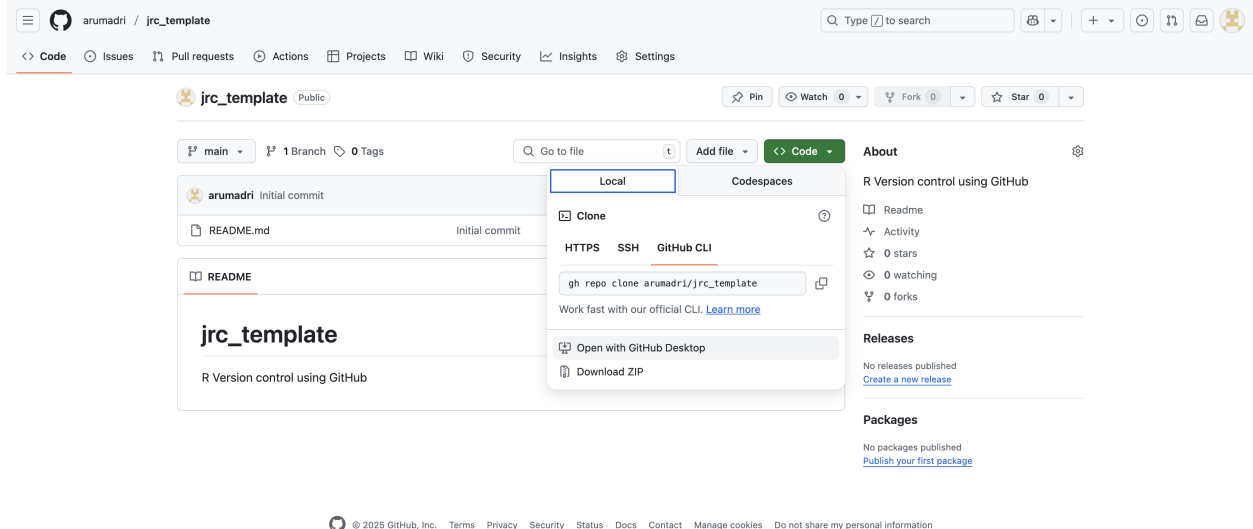 arumadri / jrc_template
Type / to search
Code Issues Pull requests Actions Projects Wiki Security Insights Settings
jrc_template Public
Pin Watch 0 Fork 0 Star 0
main 1 Branch 0 Tags
Go to file t Add file Code
About
R Version control using GitHub
Readme
Activity
0 stars
0 watching
0 forks
Releases
No releases published
Create a new release
Packages
No packages published
Publish your first package
arumadri Initial commit
README.md Initial commit
README
jrc_template
R Version control using GitHub
Local Codespaces
Clone
HTTPS SSH GitHub CLI
gh repo clone arumadri/jrc_template
Work fast with our official CLI. Learn more
Open with GitHub Desktop
Download ZIP
© 2025 GitHub, Inc. Terms Privacy Security Status Docs Contact Manage cookies Do not share my personal information